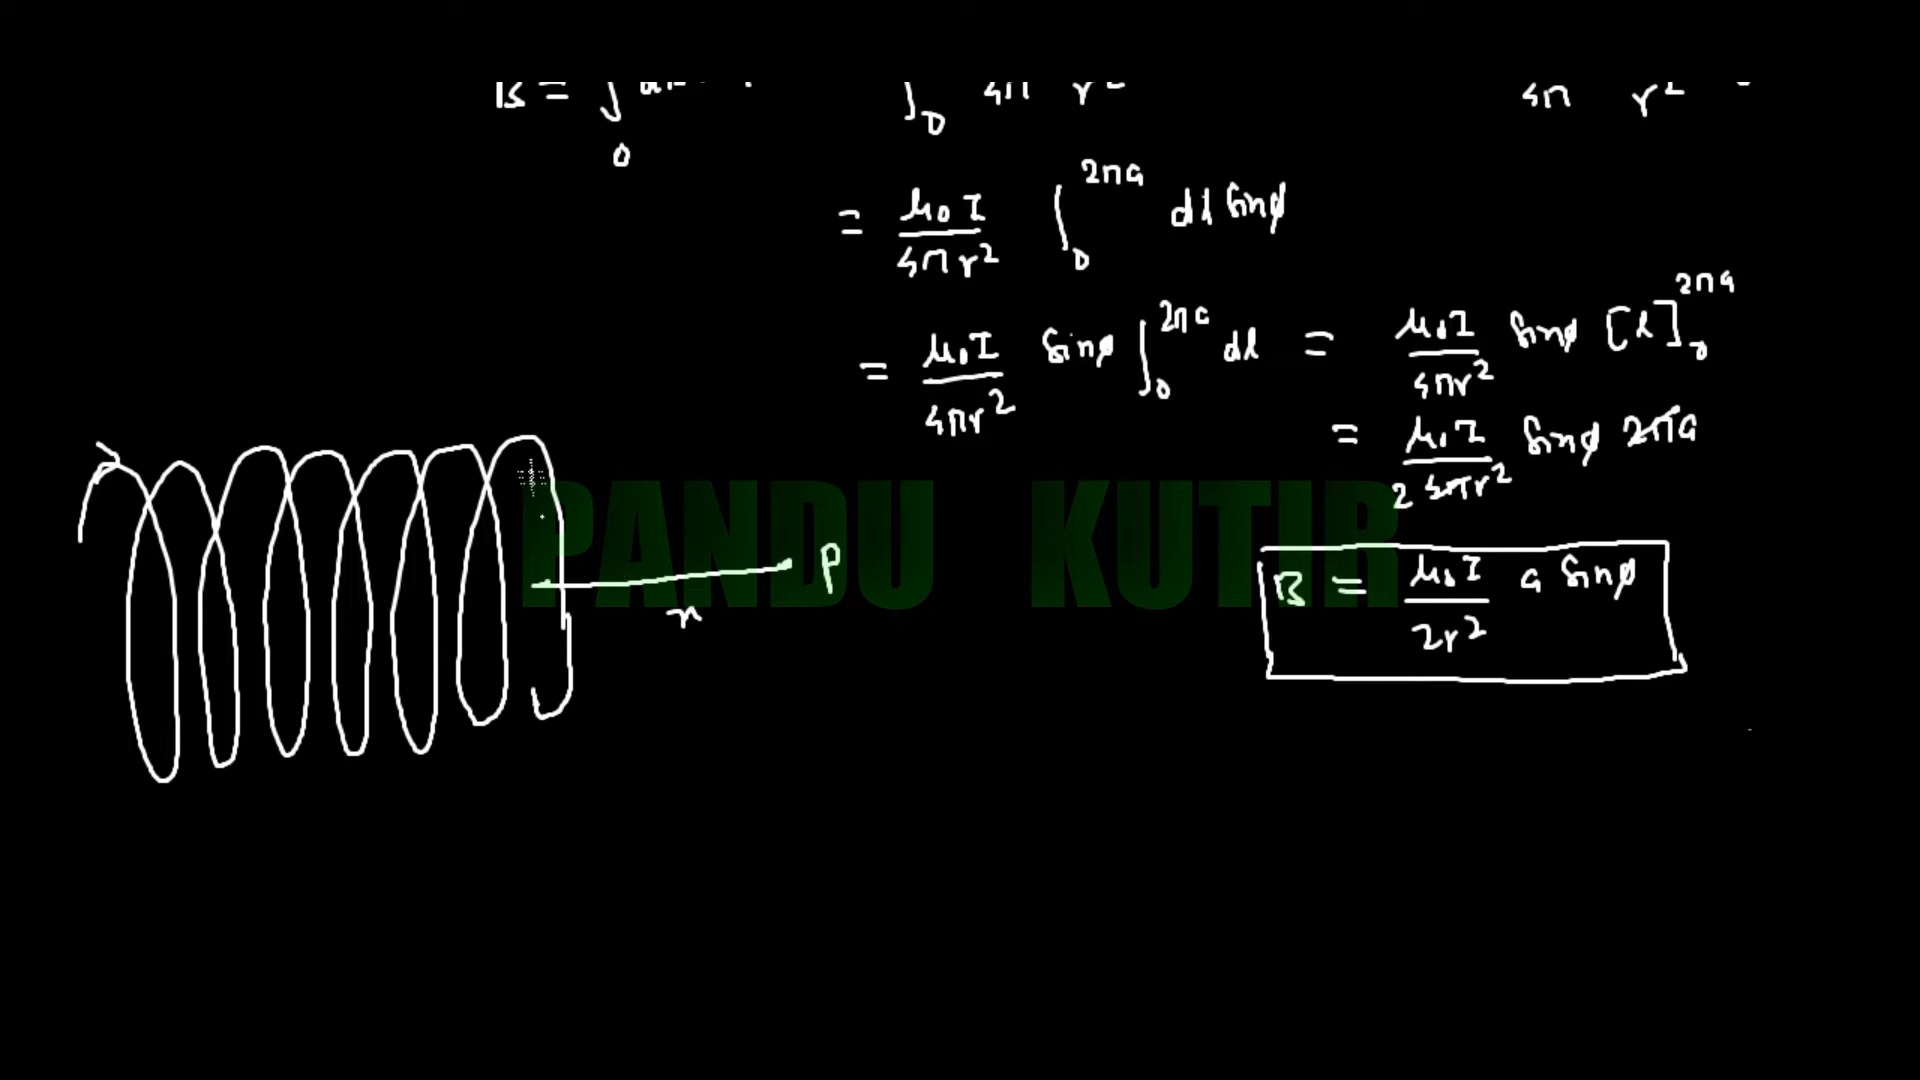 B = ∫
0
= μ₀I/4πr² ∫₀^2πa dl sinφ
= μ₀I/4πr² sinφ ∫₀^2πa dl = μ₀I/4πr² sinφ [l]₀^2πa
= μ₀I/4πr² sinφ 2πa
2
PANDU KUTIR
P
x
B = μ₀I/2r² a sinφ